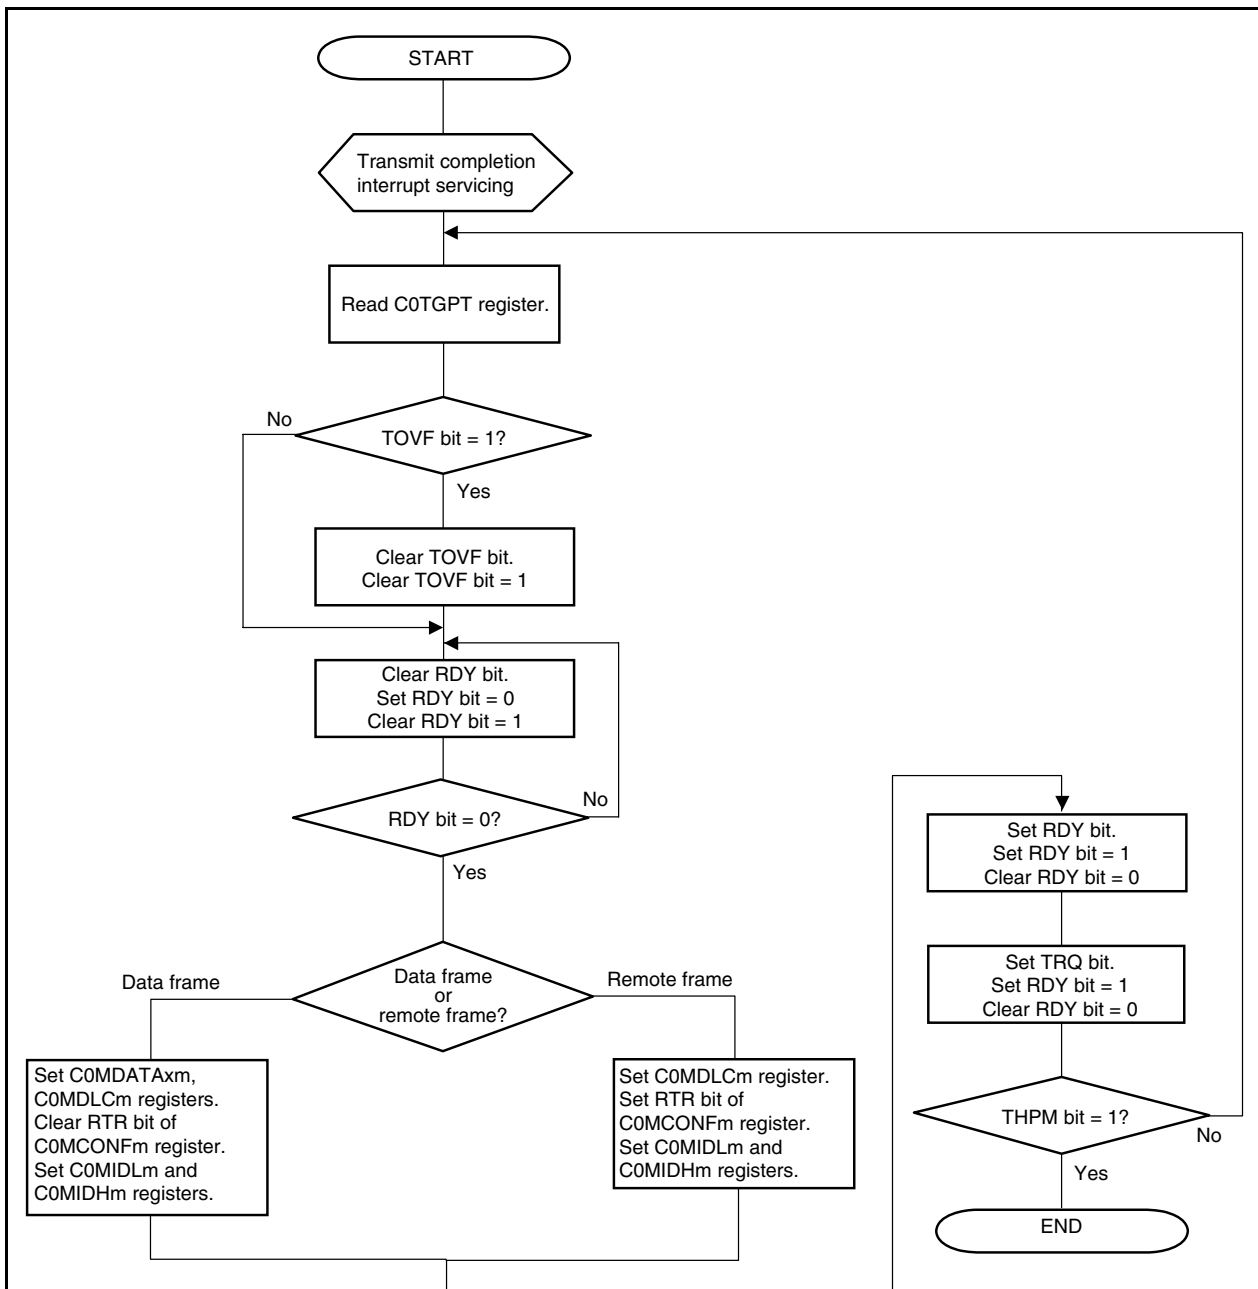 START
Transmit completion
interrupt servicing
Read C0TGPT register.
No
TOVF bit = 1?
Yes
Clear TOVF bit.
Clear TOVF bit = 1
Clear RDY bit.
Set RDY bit = 0
Clear RDY bit = 1
RDY bit = 0?
No
Yes
Data frame
Data frame
or
remote frame?
Remote frame
Set C0MDATAxm,
C0MDLCm registers.
Clear RTR bit of
C0MCONFm register.
Set C0MIDLm and
C0MIDHm registers.
Set C0MDLCm register.
Set RTR bit of
C0MCONFm register.
Set C0MIDLm and
C0MIDHm registers.
Set RDY bit.
Set RDY bit = 1
Clear RDY bit = 0
Set TRQ bit.
Set RDY bit = 1
Clear RDY bit = 0
THPM bit = 1?
No
Yes
END